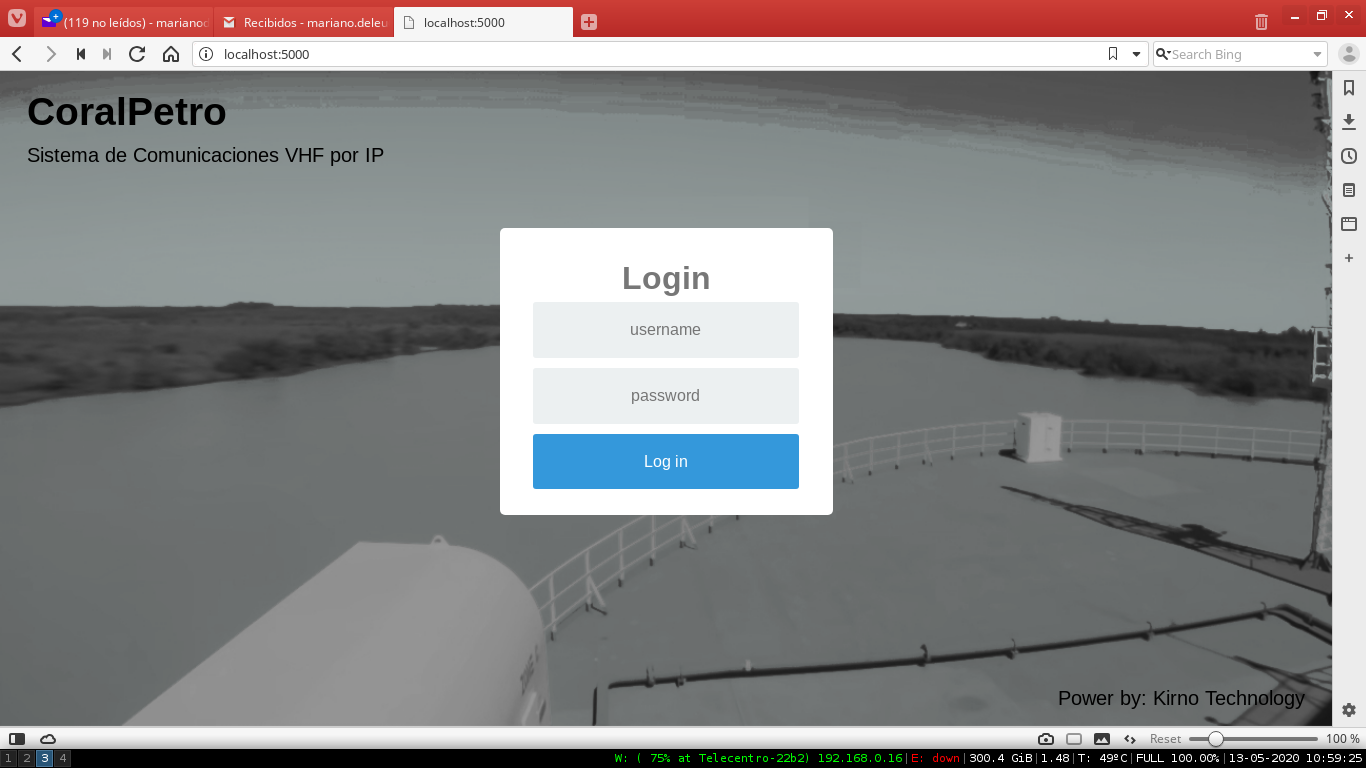 (119 no leídos) - marianod
Recibidos - mariano.deleu
localhost:5000
localhost:5000
Search Bing
CoralPetro
Sistema de Comunicaciones VHF por IP
Login
username
password
Log in
Power by: Kirno Technology
Reset
100 %
1 2 3 4
W: ( 75% at Telecentro-22b2) 192.168.0.16|E: down|300.4 GiB|1.48|T: 49ºC|FULL 100.00%|13-05-2020 10:59:25